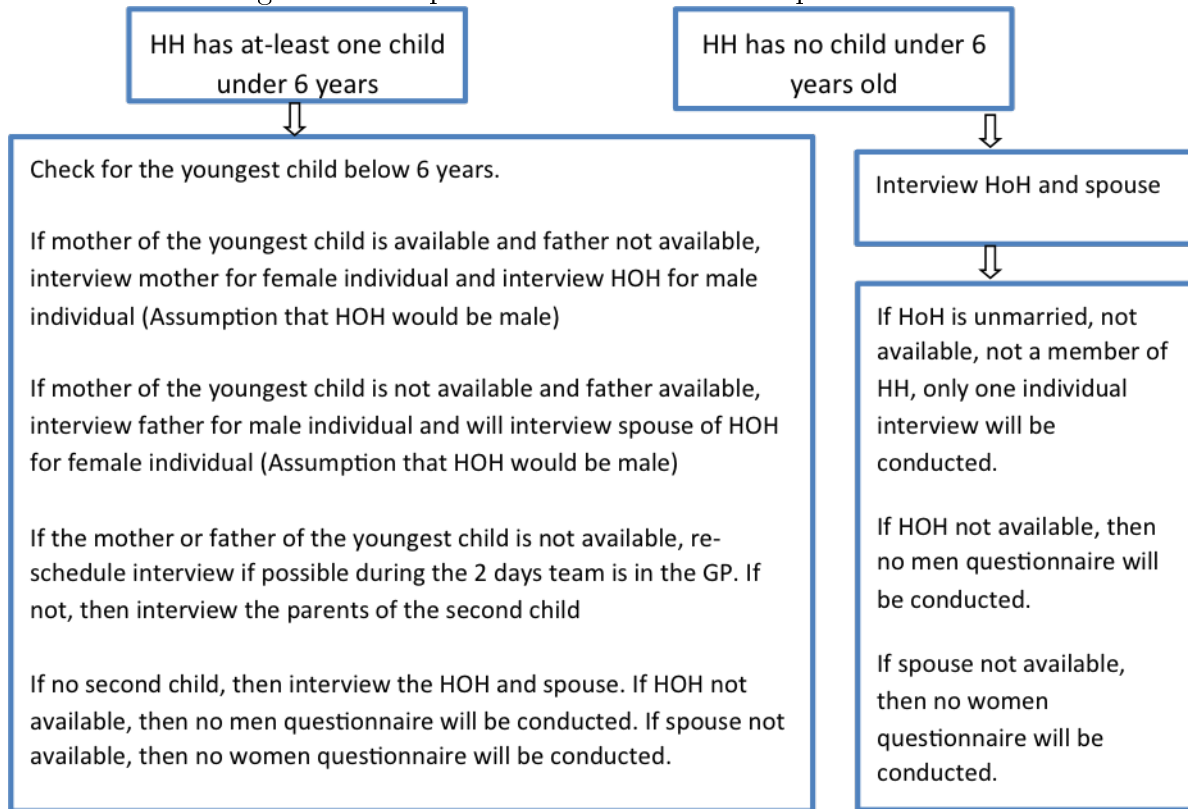 HH has at-least one child
under 6 years
HH has no child under 6
years old
Check for the youngest child below 6 years.
If mother of the youngest child is available and father not available,
interview mother for female individual and interview HOH for male
individual (Assumption that HOH would be male)
If mother of the youngest child is not available and father available,
interview father for male individual and will interview spouse of HOH
for female individual (Assumption that HOH would be male)
If the mother or father of the youngest child is not available, re-
schedule interview if possible during the 2 days team is in the GP. If
not, then interview the parents of the second child
If no second child, then interview the HOH and spouse. If HOH not
available, then no men questionnaire will be conducted. If spouse not
available, then no women questionnaire will be conducted.
Interview HoH and spouse
If HoH is unmarried, not
available, not a member of
HH, only one individual
interview will be
conducted.
If HOH not available, then
no men questionnaire will
be conducted.
If spouse not available,
then no women
questionnaire will be
conducted.